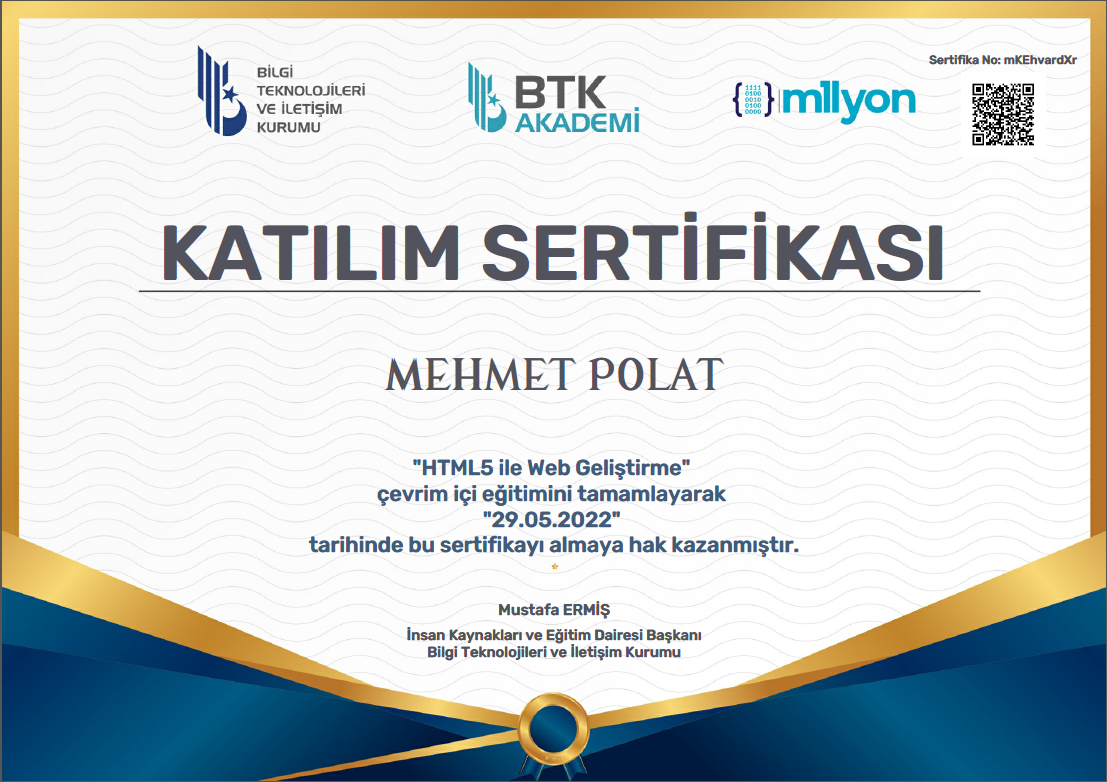 BİLGİ
TEKNOLOJİLERİ
VE İLETİŞİM
KURUMU
BTK
AKADEMİ
1111
0100
0010
0100
0000
m1lyon
Sertifika No: mKEhvardXr
KATILIM SERTİFİKASI
MEHMET POLAT
"HTML5 ile Web Geliştirme"
çevrim içi eğitimini tamamlayarak
"29.05.2022"
tarihinde bu sertifikayı almaya hak kazanmıştır.
Mustafa ERMİŞ
İnsan Kaynakları ve Eğitim Dairesi Başkanı
Bilgi Teknolojileri ve İletişim Kurumu